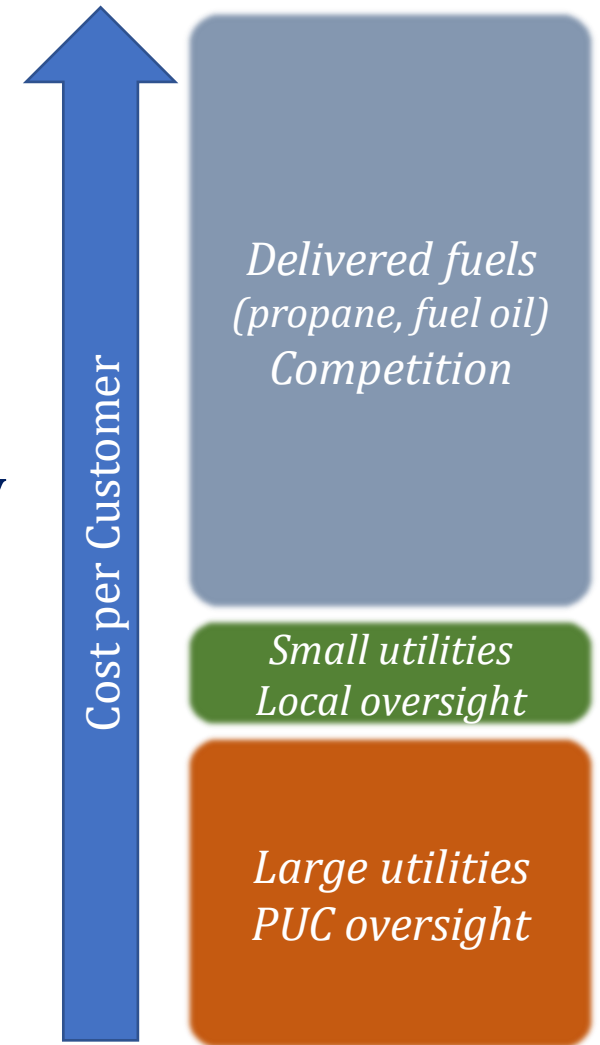 Cost per Customer
Delivered fuels
(propane, fuel oil)
Competition
Small utilities
Local oversight
Large utilities
PUC oversight